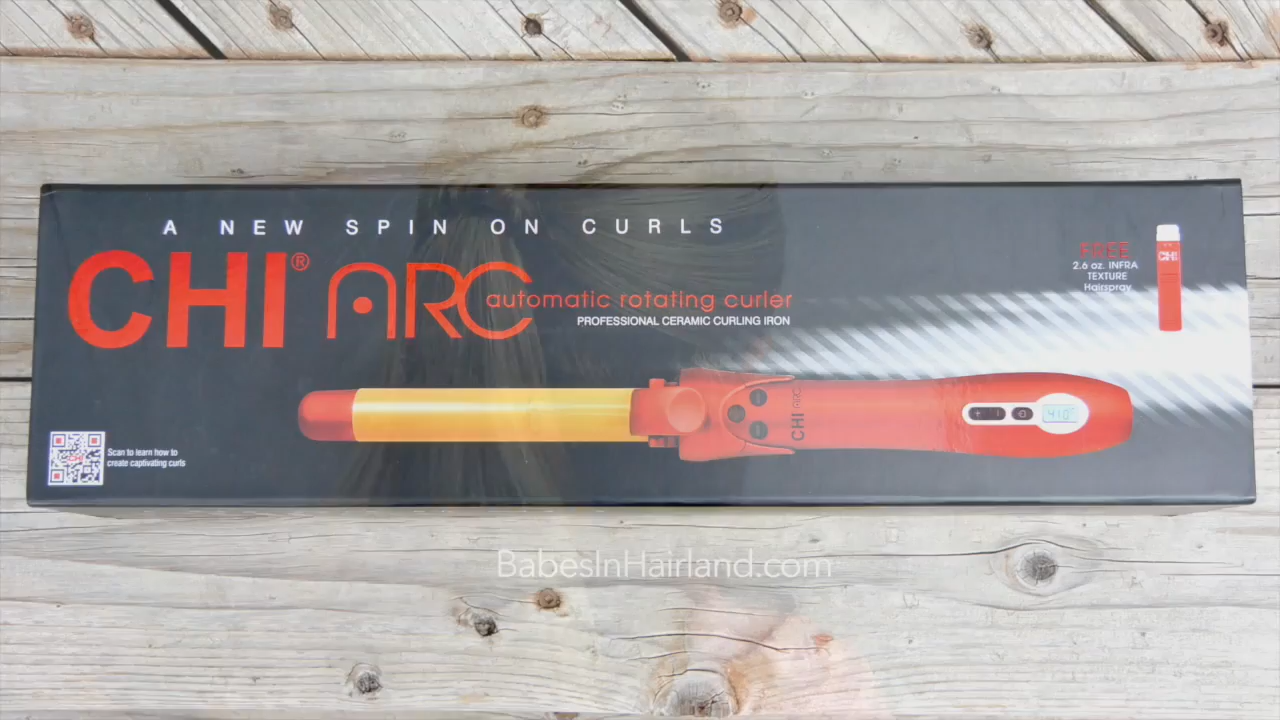 A NEW SPIN ON CURLS
CHI® ARC
automatic rotating curler
PROFESSIONAL CERAMIC CURLING IRON
FREE
2.6 oz. INFRA
TEXTURE
Hairspray
CHI
CHI ARC
410°
Scan to learn how to
create captivating curls
BabesInHairland.com